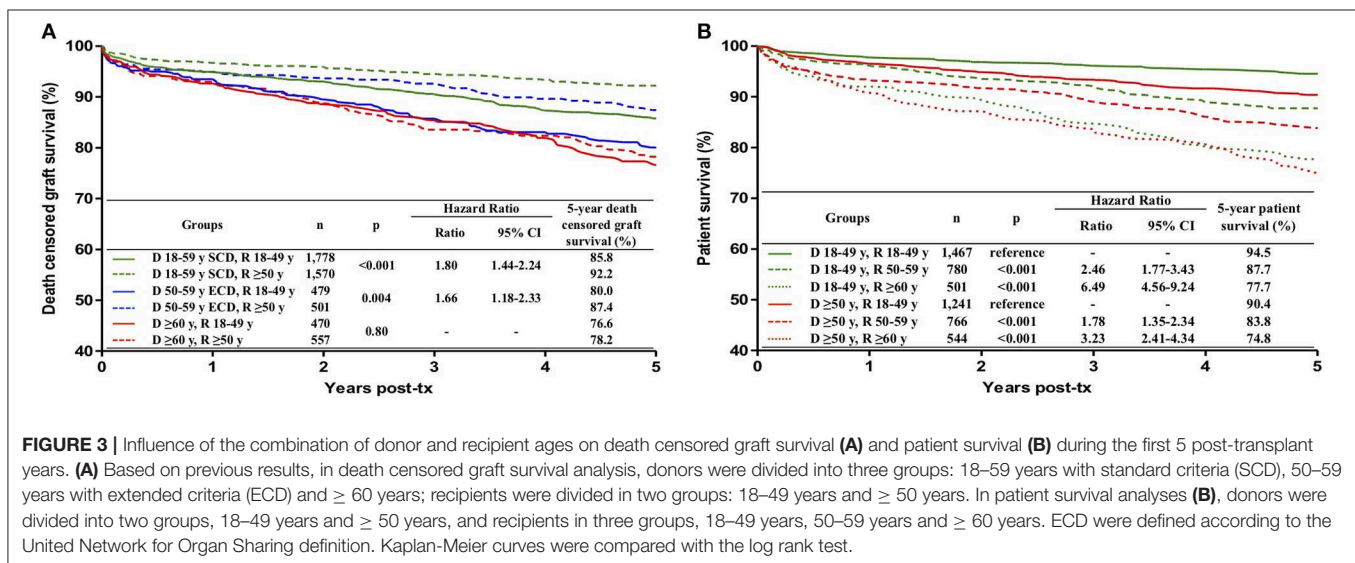 A
Death censored graft survival (%)
100
90
80
70
60
50
40
0 1 2 3 4 5
Years post-tx
Groups n p Hazard Ratio 5-year death censored graft survival (%)
Ratio 95% CI
D 18-59 y SCD, R 18-49 y 1,778 <0.001 1.80 1.44-2.24 85.8
D 18-59 y SCD, R ≥50 y 1,570 92.2
D 50-59 y ECD, R 18-49 y 479 0.004 1.66 1.18-2.33 80.0
D 50-59 y ECD, R ≥50 y 501 87.4
D ≥60 y, R 18-49 y 470 0.80 - - 76.6
D ≥60 y, R ≥50 y 557 78.2
B
Patient survival (%)
100
90
80
70
60
50
40
0 1 2 3 4 5
Years post-tx
Groups n p Hazard Ratio 5-year patient survival (%)
Ratio 95% CI
D 18-49 y, R 18-49 y 1,467 reference - - 94.5
D 18-49 y, R 50-59 y 780 <0.001 2.46 1.77-3.43 87.7
D 18-49 y, R ≥60 y 501 <0.001 6.49 4.56-9.24 77.7
D ≥50 y, R 18-49 y 1,241 reference - - 90.4
D ≥50 y, R 50-59 y 766 <0.001 1.78 1.35-2.34 83.8
D ≥50 y, R ≥60 y 544 <0.001 3.23 2.41-4.34 74.8
FIGURE 3 | Influence of the combination of donor and recipient ages on death censored graft survival (A) and patient survival (B) during the first 5 post-transplant
years. (A) Based on previous results, in death censored graft survival analysis, donors were divided into three groups: 18–59 years with standard criteria (SCD), 50–59
years with extended criteria (ECD) and ≥ 60 years; recipients were divided in two groups: 18–49 years and ≥ 50 years. In patient survival analyses (B), donors were
divided into two groups, 18–49 years and ≥ 50 years, and recipients in three groups, 18–49 years, 50–59 years and ≥ 60 years. ECD were defined according to the
United Network for Organ Sharing definition. Kaplan-Meier curves were compared with the log rank test.